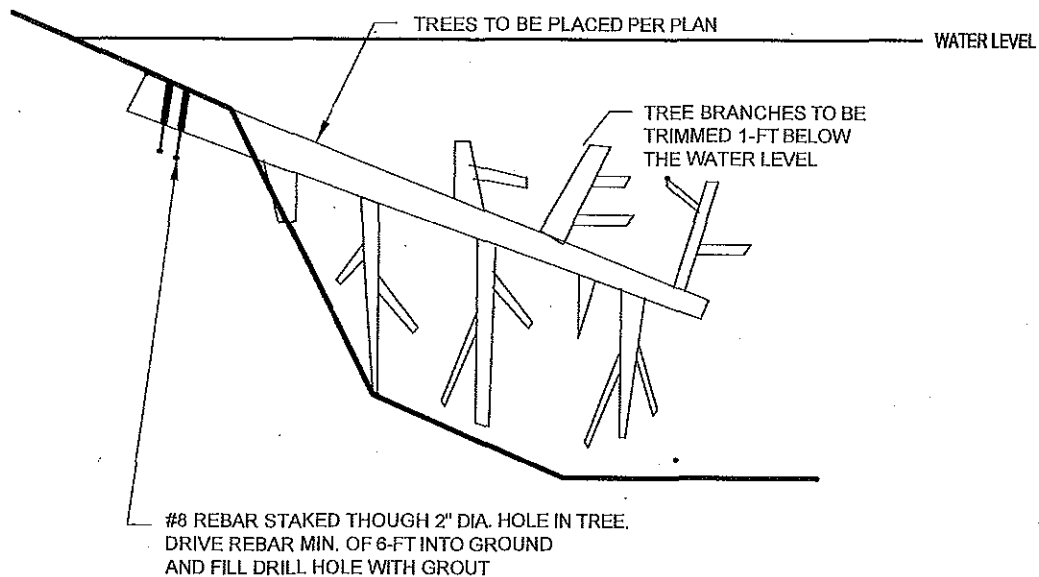 TREES TO BE PLACED PER PLAN
WATER LEVEL
TREE BRANCHES TO BE
TRIMMED 1-FT BELOW
THE WATER LEVEL
#8 REBAR STAKED THOUGH 2" DIA. HOLE IN TREE.
DRIVE REBAR MIN. OF 6-FT INTO GROUND
AND FILL DRILL HOLE WITH GROUT